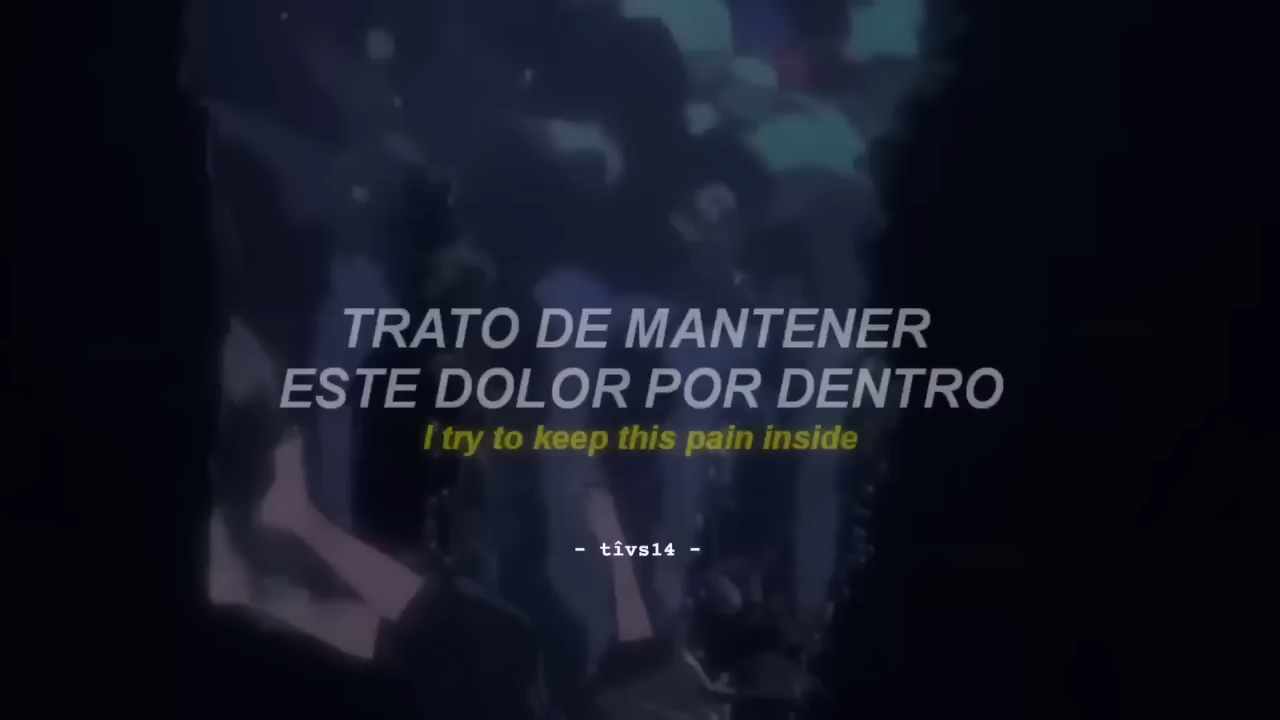 TRATO DE MANTENER
ESTE DOLOR POR DENTRO
I try to keep this pain inside
- tîvs14 -